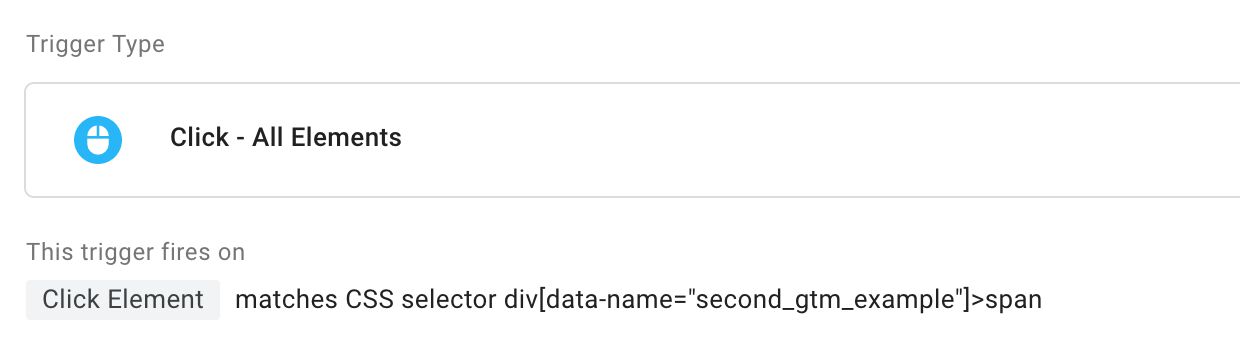 Trigger Type
Click - All Elements
This trigger fires on
Click Element matches CSS selector div[data-name="second_gtm_example"]>span